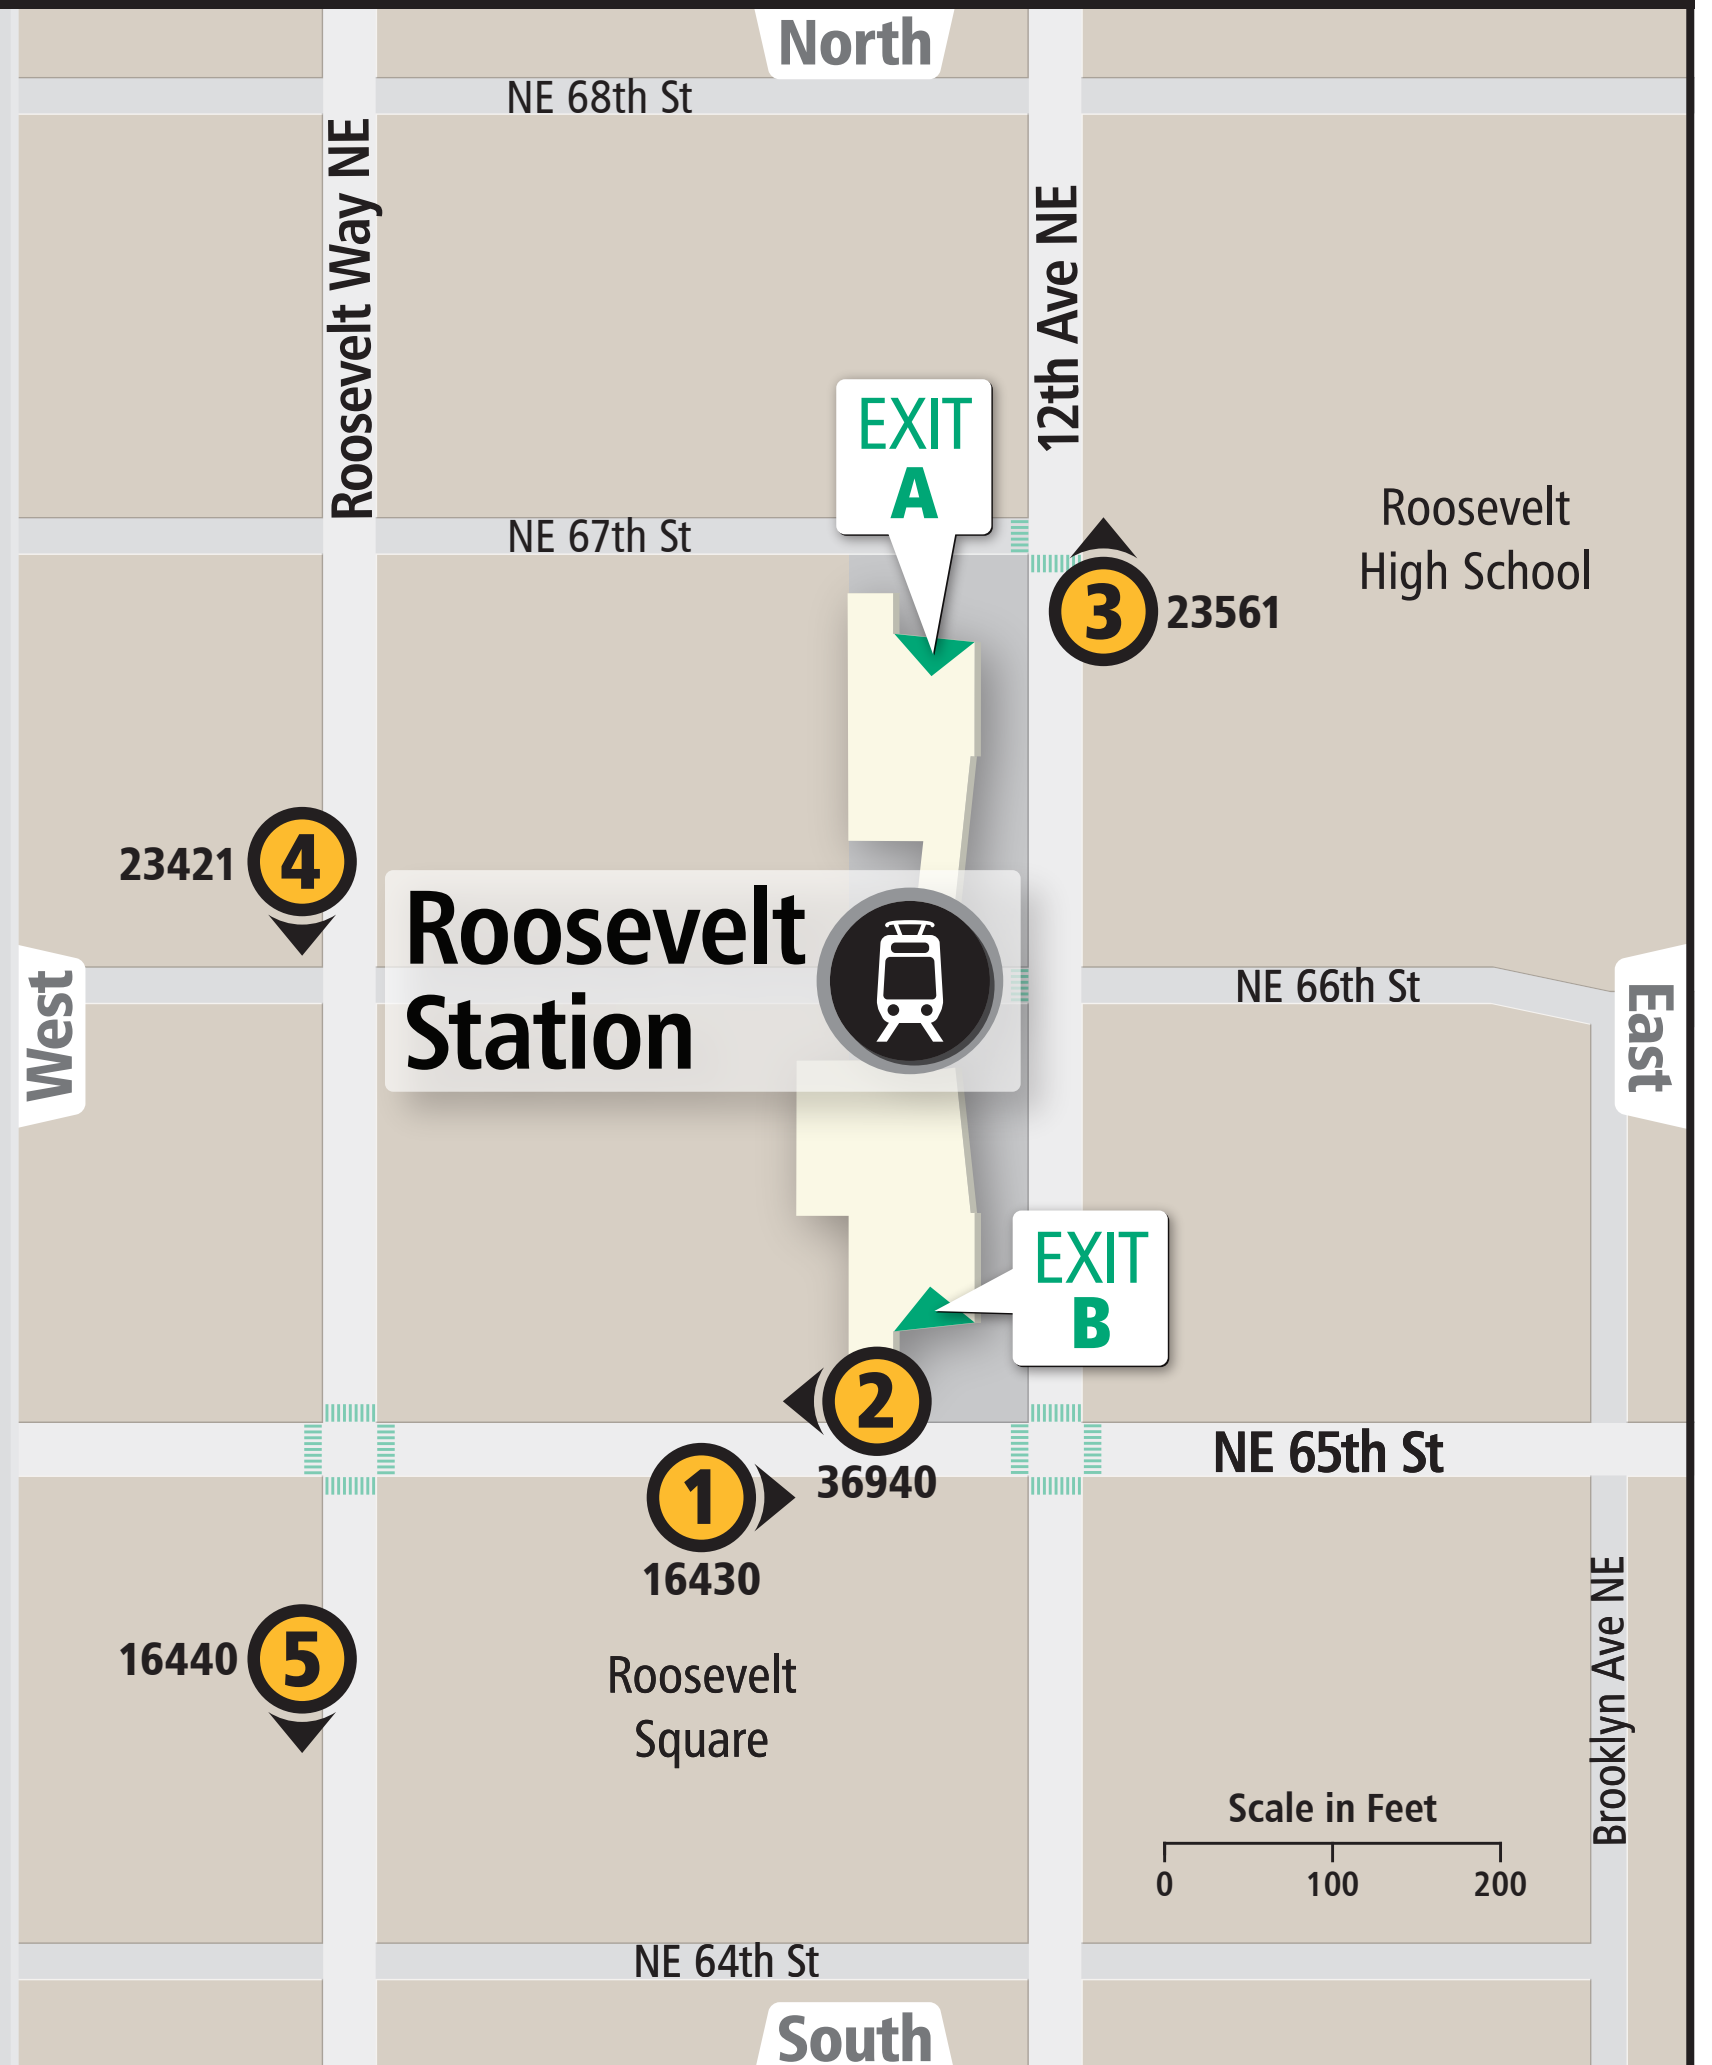 North
NE 68th St
Roosevelt Way NE
12th Ave NE
EXIT
A
Roosevelt
High School
NE 67th St
3
23561
4
23421
Roosevelt
Station
West
NE 66th St
East
EXIT
B
2
36940
NE 65th St
1
16430
5
16440
Roosevelt
Square
Brooklyn Ave NE
Scale in Feet
0 100 200
NE 64th St
South